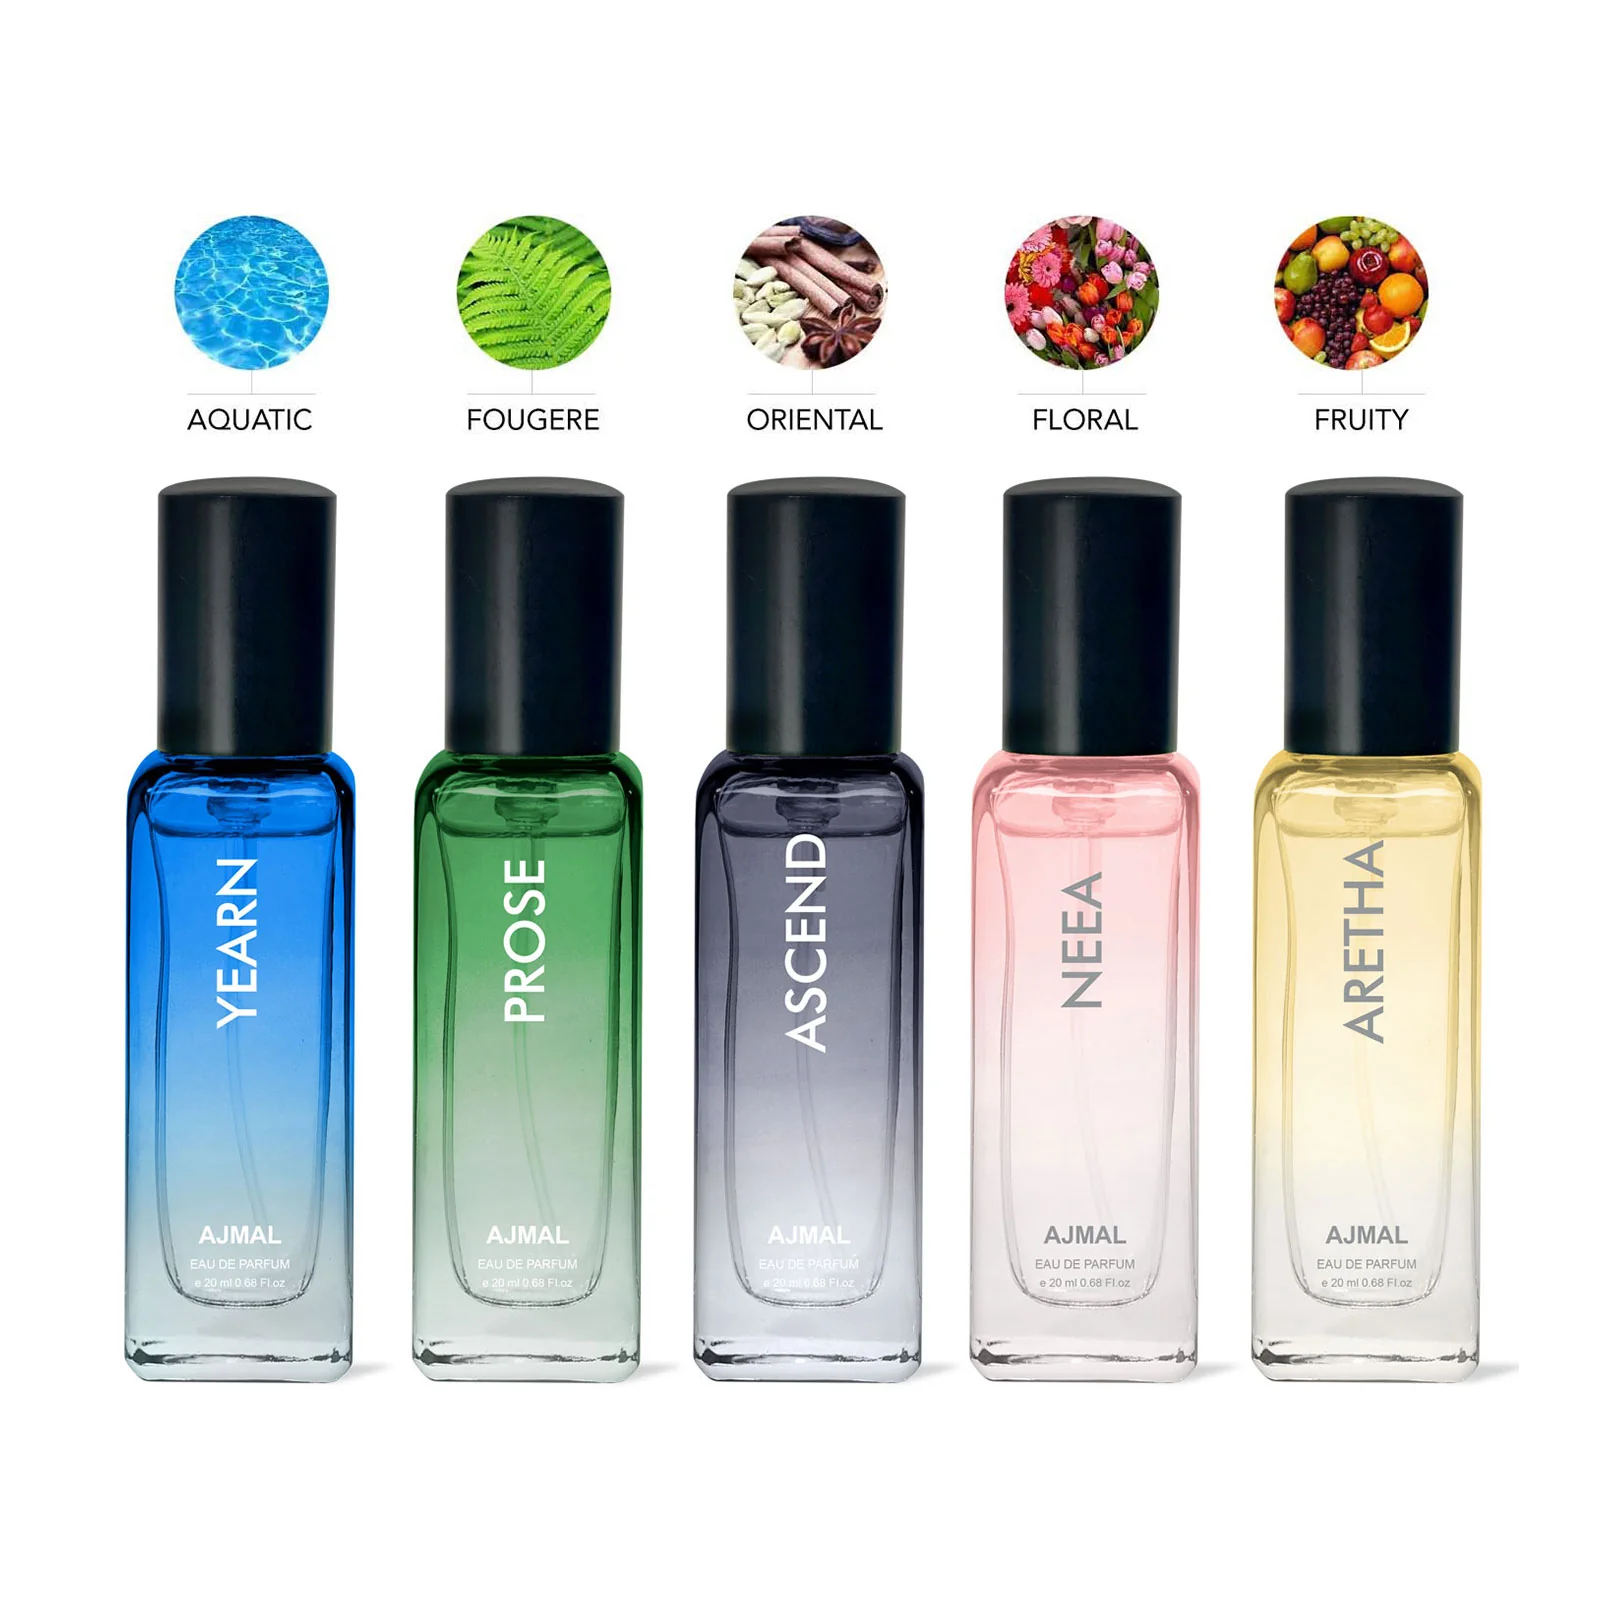 AQUATIC
FOUGERE
ORIENTAL
FLORAL
FRUITY
YEARN
AJMAL
EAU DE PARFUM
e 20 ml 0.68 Fl.oz
PROSE
AJMAL
EAU DE PARFUM
e 20 ml 0.68 Fl.oz
ASCEND
AJMAL
EAU DE PARFUM
e 20 ml 0.68 Fl.oz
NEEA
AJMAL
EAU DE PARFUM
e 20 ml 0.68 Fl.oz
ARETHA
AJMAL
EAU DE PARFUM
e 20 ml 0.68 Fl.oz